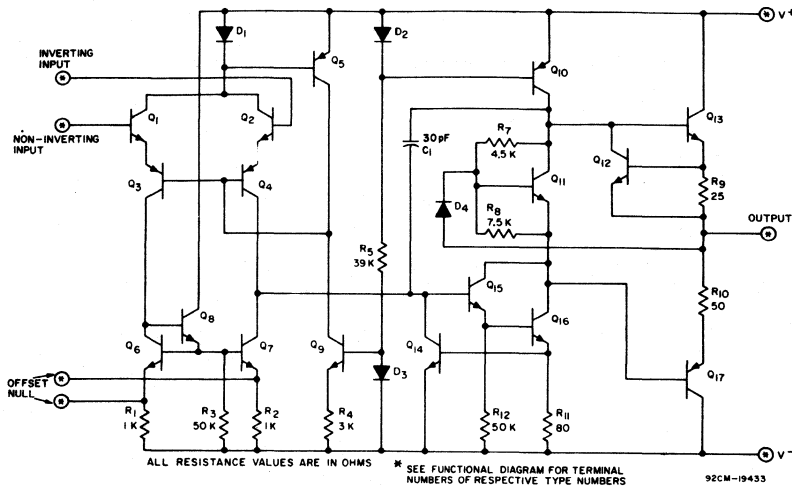 V+
D1
D2
INVERTING
INPUT
Q5
Q10
Q1
Q2
Q13
NON-INVERTING
INPUT
30pF
C1
R7
4.5 K
Q12
R9
25
Q3
Q4
Q11
D4
R8
7.5 K
OUTPUT
R5
39 K
R10
50
Q15
Q8
Q16
Q6
Q7
Q9
Q14
Q17
D3
OFFSET
NULL
R1
1 K
R3
50 K
R2
1 K
R4
3 K
R12
50 K
R11
80
V-
ALL RESISTANCE VALUES ARE IN OHMS
* SEE FUNCTIONAL DIAGRAM FOR TERMINAL
NUMBERS OF RESPECTIVE TYPE NUMBERS
92CM-19433